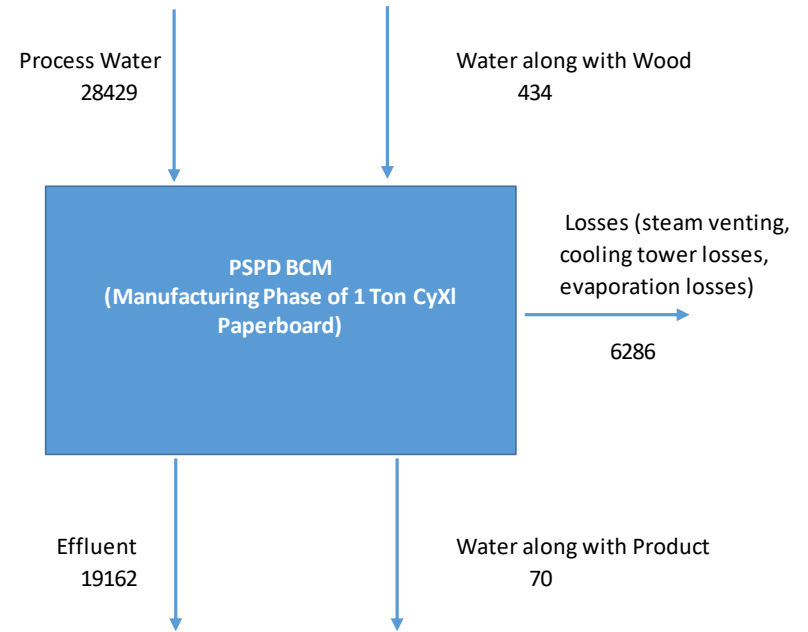 Process Water
28429
Water along with Wood
434
PSPD BCM
(Manufacturing Phase of 1 Ton CyXl
Paperboard)
Losses (steam venting,
cooling tower losses,
evaporation losses)
6286
Effluent
19162
Water along with Product
70